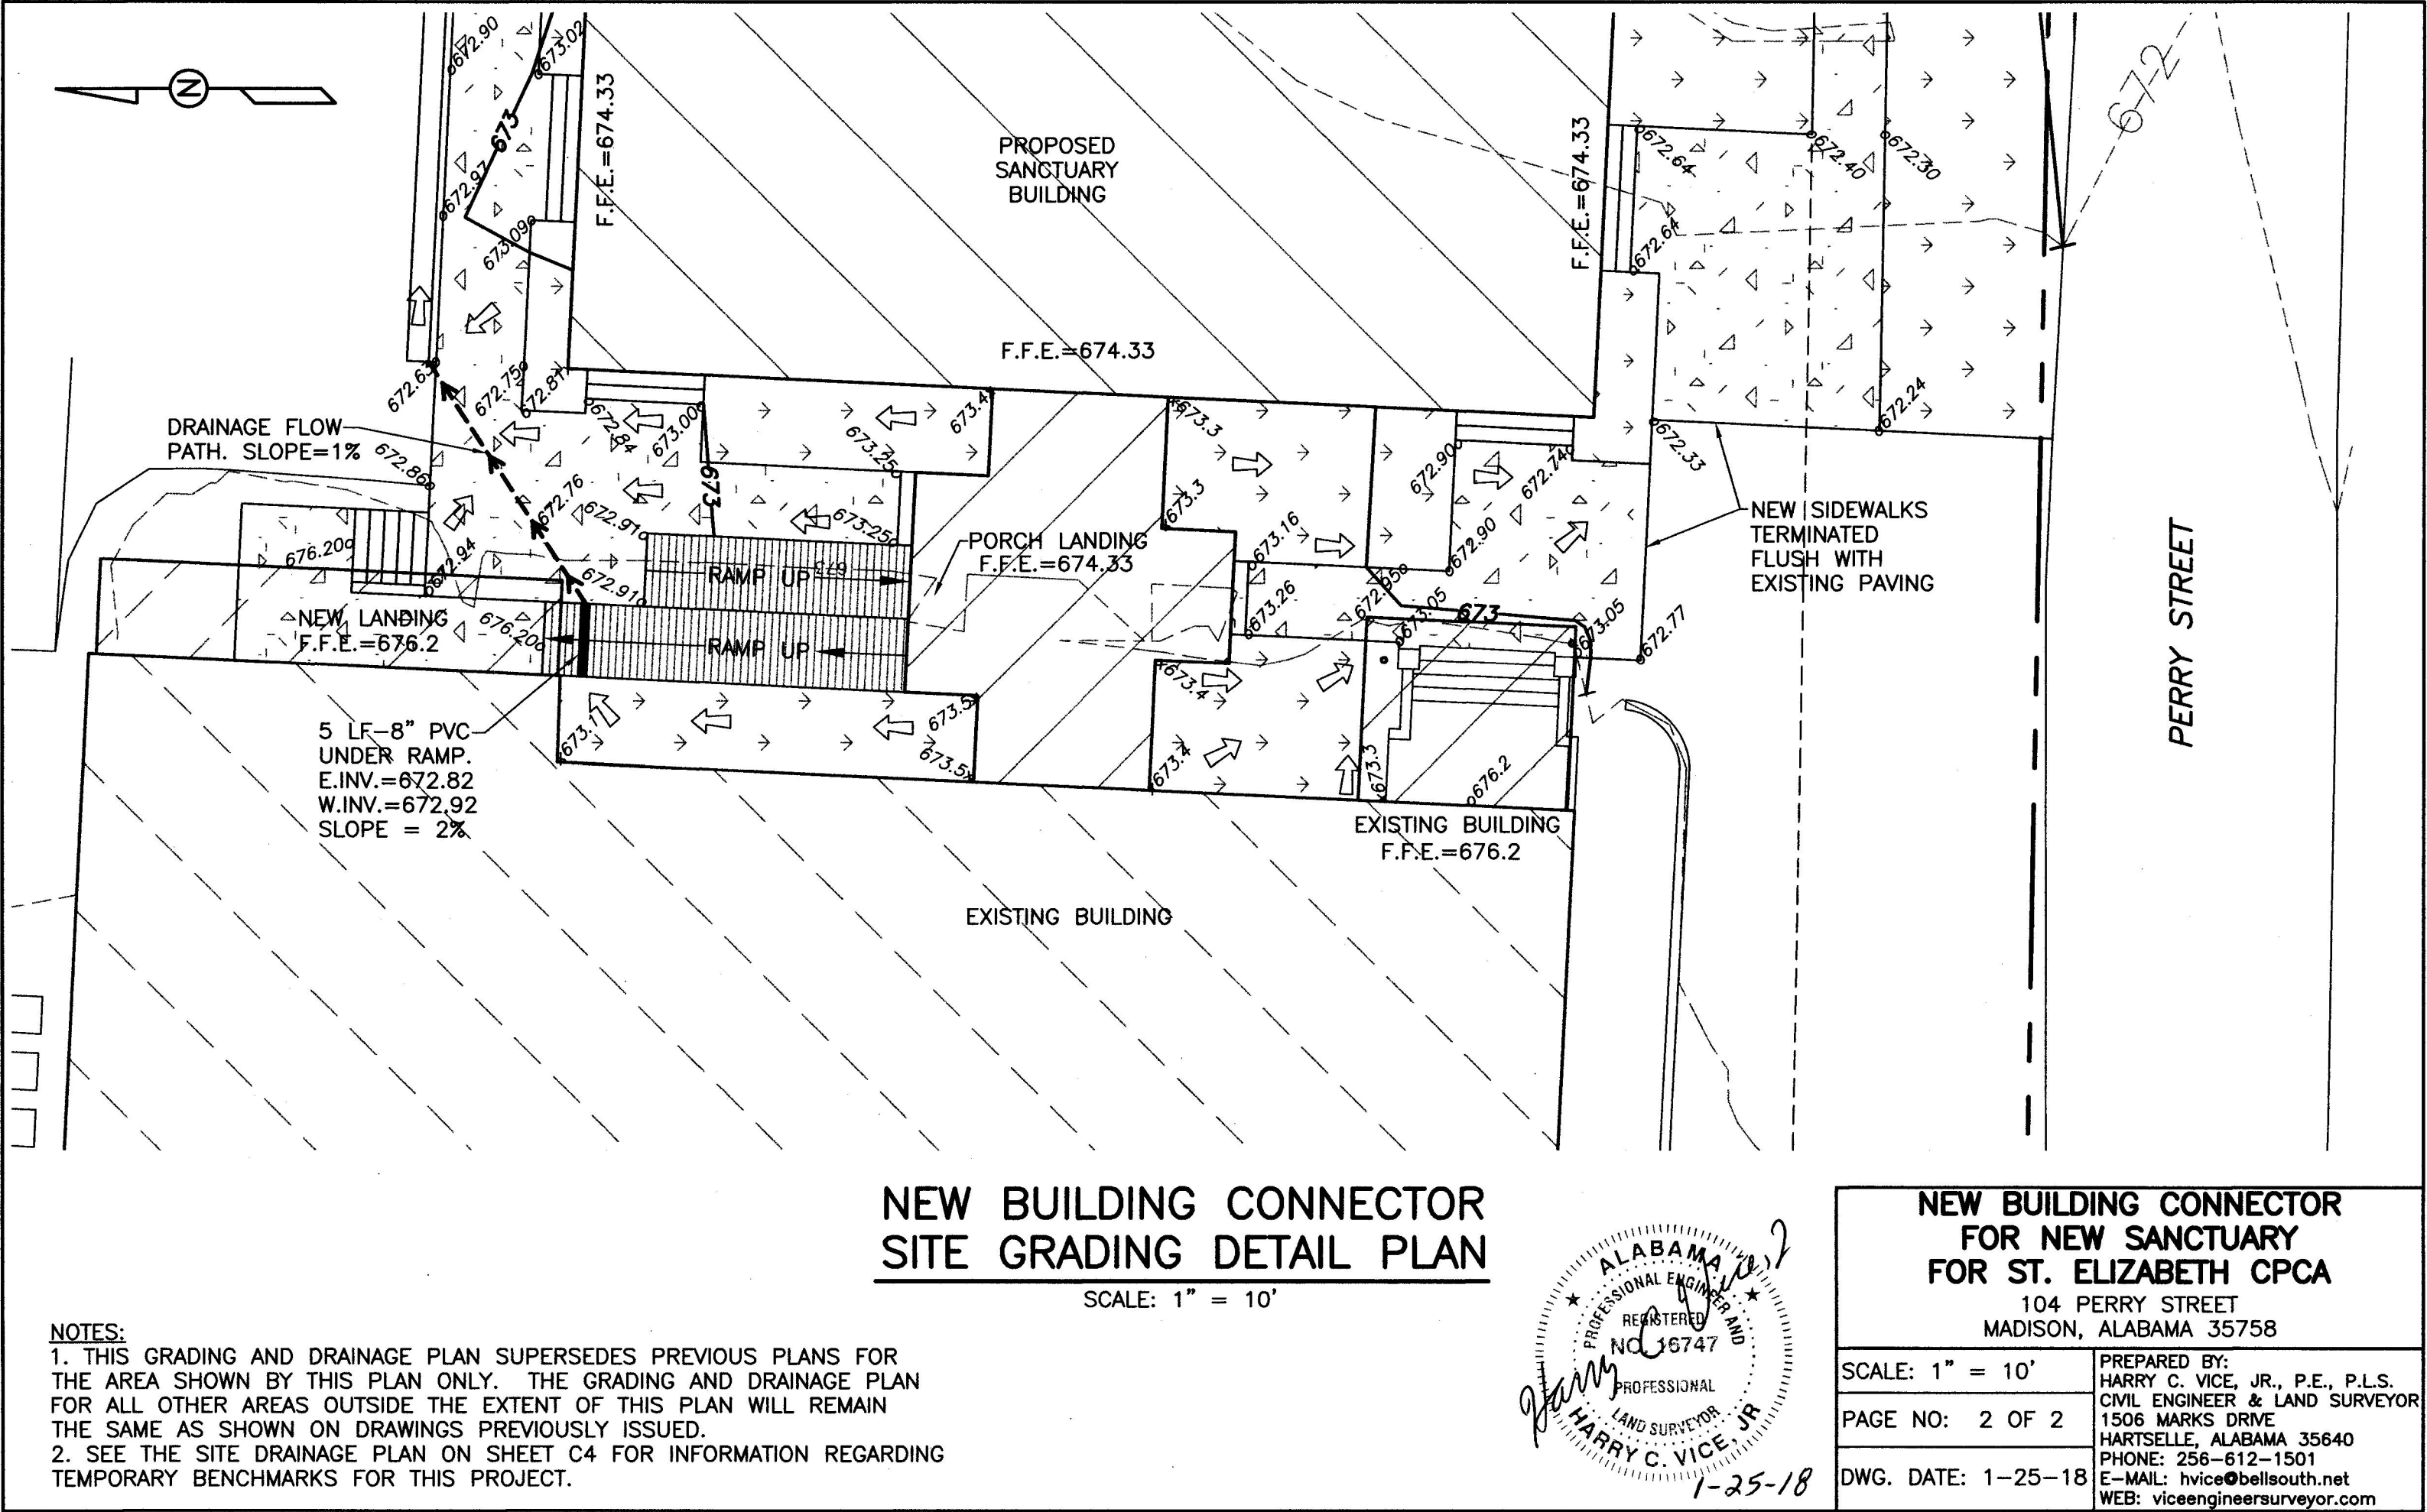 N
672.90
673.02
673
672.97
673.09
F.F.E.=674.33
PROPOSED
SANCTUARY
BUILDING
F.F.E.=674.33
F.F.E.=674.33
672.64
672.64
672.40
672.30
672
672.24
672.33
672.63
672.75
672.81
672.84
673.00
673.25
673.4
673.3
673.3
672.90
672.74
672.90
DRAINAGE FLOW
PATH. SLOPE=1%
672.86
672.76
672.91
673
673.25
672.94
672.91
676.20
NEW LANDING
F.F.E.=676.2
676.20
RAMP UP
673
RAMP UP
PORCH LANDING
F.F.E.=674.33
673.16
673.26
672.95
673.05
673
673.05
672.77
NEW SIDEWALKS
TERMINATED
FLUSH WITH
EXISTING PAVING
PERRY STREET
5 LF-8" PVC
UNDER RAMP.
E.INV.=672.82
W.INV.=672.92
SLOPE = 2%
673.1
673.5
673.5
673.4
673.4
673.3
676.2
EXISTING BUILDING
F.F.E.=676.2
EXISTING BUILDING
NEW BUILDING CONNECTOR
SITE GRADING DETAIL PLAN
SCALE: 1" = 10'
NOTES:
1. THIS GRADING AND DRAINAGE PLAN SUPERSEDES PREVIOUS PLANS FOR
THE AREA SHOWN BY THIS PLAN ONLY. THE GRADING AND DRAINAGE PLAN
FOR ALL OTHER AREAS OUTSIDE THE EXTENT OF THIS PLAN WILL REMAIN
THE SAME AS SHOWN ON DRAWINGS PREVIOUSLY ISSUED.
2. SEE THE SITE DRAINAGE PLAN ON SHEET C4 FOR INFORMATION REGARDING
TEMPORARY BENCHMARKS FOR THIS PROJECT.
ALABAMA
PROFESSIONAL ENGINEER AND
REGISTERED
NO. 16747
PROFESSIONAL
LAND SURVEYOR
HARRY C. VICE, JR
Harry C Vice, J
1-25-18
NEW BUILDING CONNECTOR
FOR NEW SANCTUARY
FOR ST. ELIZABETH CPCA
104 PERRY STREET
MADISON, ALABAMA 35758
SCALE: 1" = 10'
PAGE NO: 2 OF 2
DWG. DATE: 1-25-18
PREPARED BY:
HARRY C. VICE, JR., P.E., P.L.S.
CIVIL ENGINEER & LAND SURVEYOR
1506 MARKS DRIVE
HARTSELLE, ALABAMA 35640
PHONE: 256-612-1501
E-MAIL: hvice@bellsouth.net
WEB: viceengineersurveyor.com